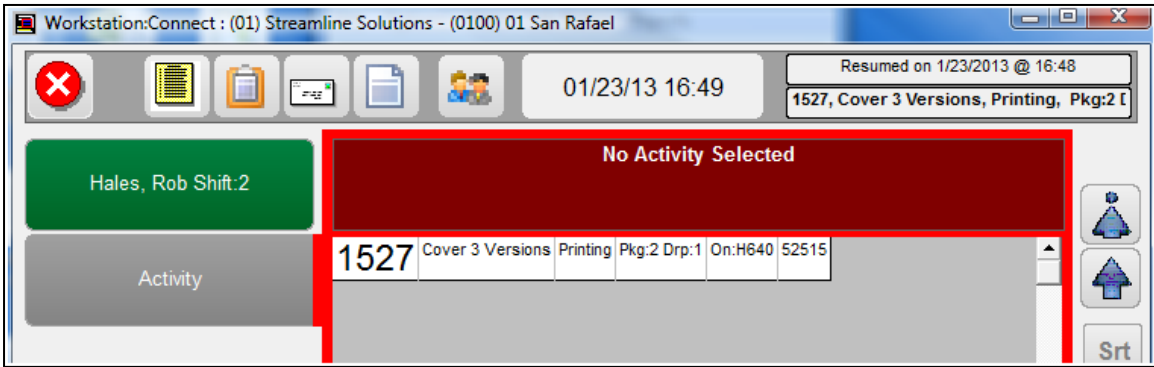 Workstation:Connect : (01) Streamline Solutions - (0100) 01 San Rafael
01/23/13 16:49
Resumed on 1/23/2013 @ 16:48
1527, Cover 3 Versions, Printing, Pkg:2 [
Hales, Rob Shift:2
No Activity Selected
Activity
1527 Cover 3 Versions Printing Pkg:2 Drp:1 On:H640 52515
Srt